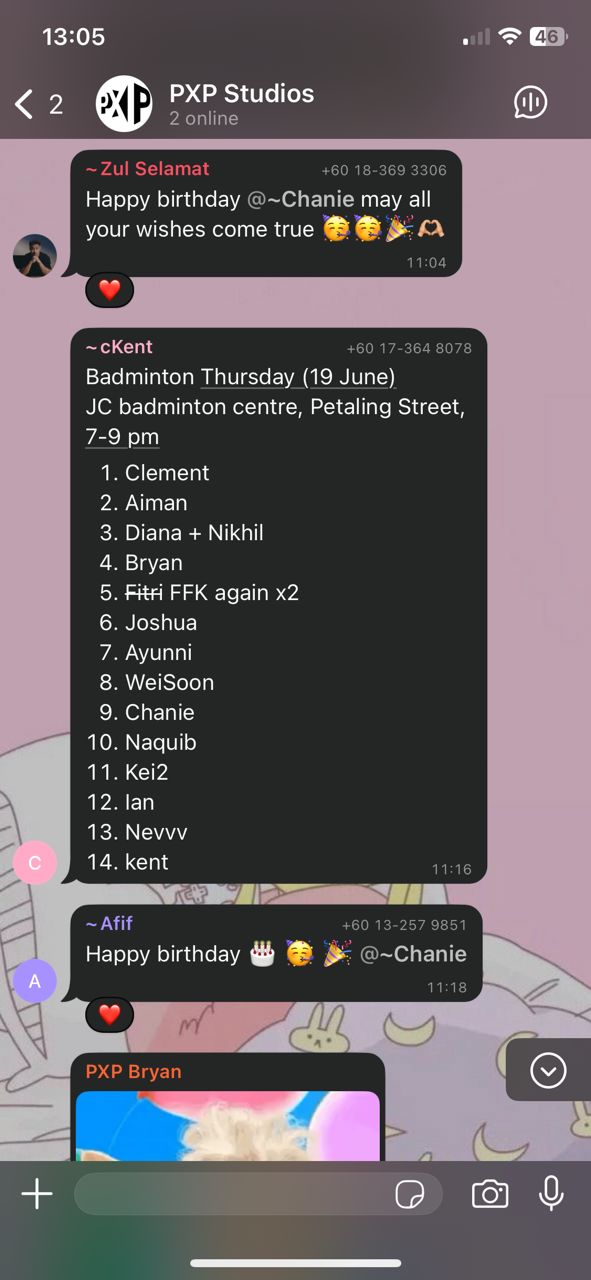 13:05
46
2
PXP
PXP Studios
2 online
~Zul Selamat +60 18-369 3306
Happy birthday @~Chanie may all
your wishes come true 🥳🥳🎉🫶🏼
11:04
❤️
~cKent +60 17-364 8078
Badminton Thursday (19 June)
JC badminton centre, Petaling Street,
7-9 pm
1. Clement
2. Aiman
3. Diana + Nikhil
4. Bryan
5. Fitri FFK again x2
6. Joshua
7. Ayunni
8. WeiSoon
9. Chanie
10. Naquib
11. Kei2
12. Ian
13. Nevvv
14. kent
11:16
C
~Afif +60 13-257 9851
Happy birthday 🎂 🥳 🎉 @~Chanie
11:18
A
❤️
PXP Bryan